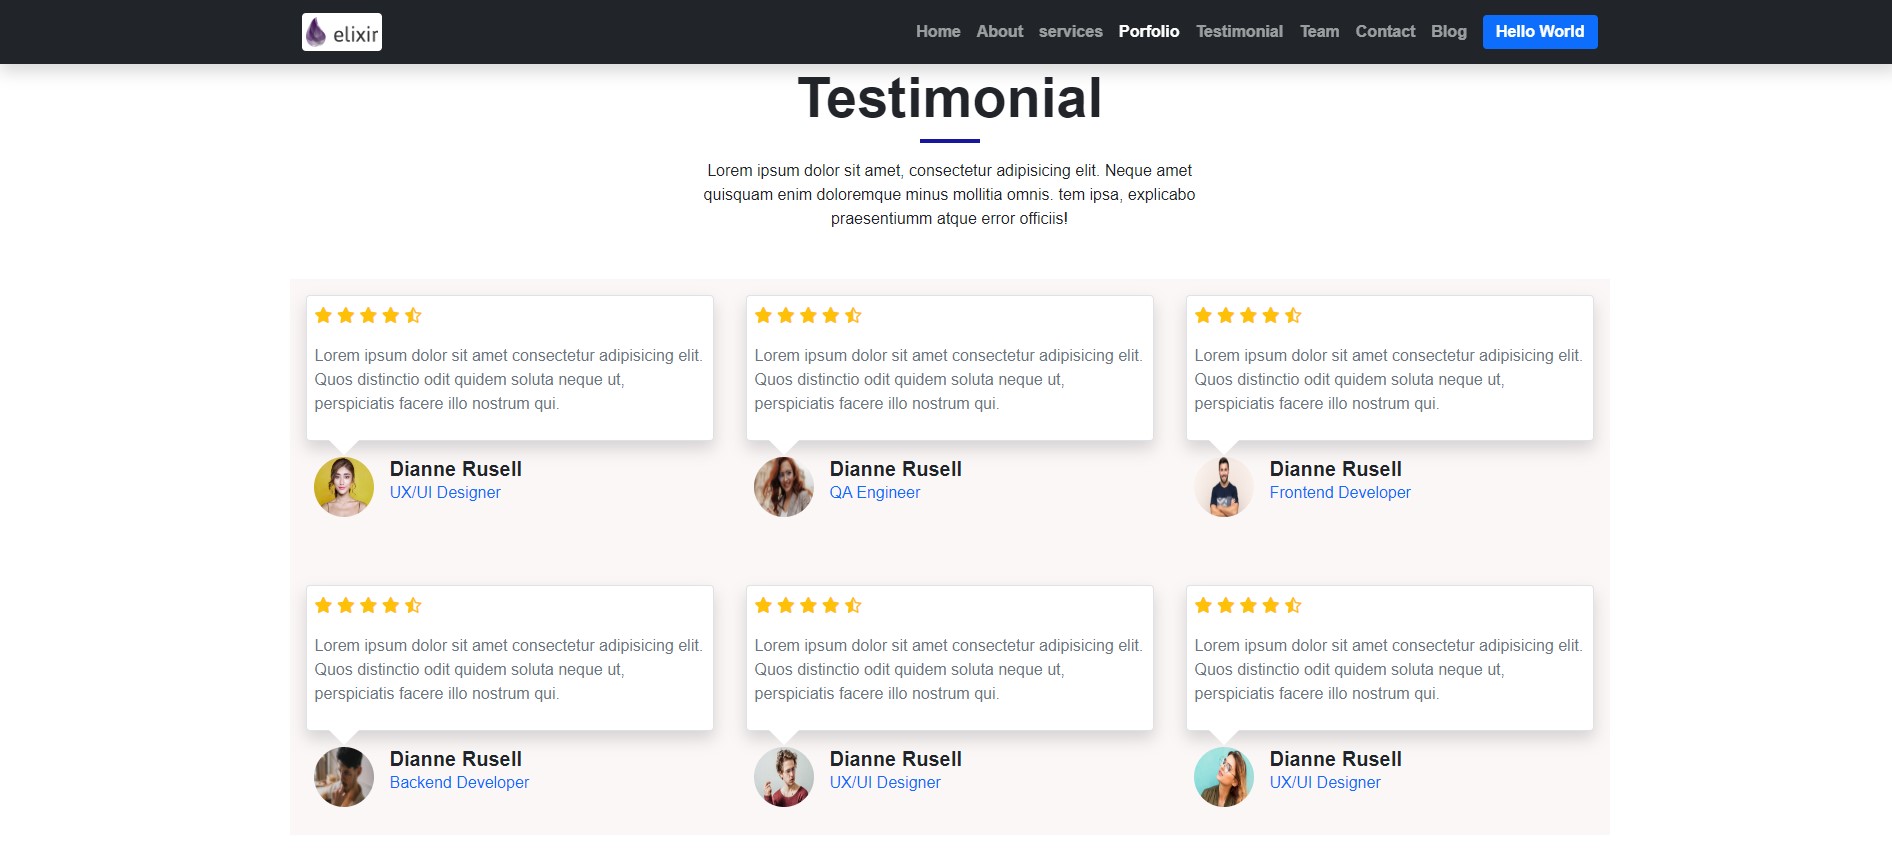 elixir
Home About services Porfolio Testimonial Team Contact Blog Hello World
Testimonial
Lorem ipsum dolor sit amet, consectetur adipisicing elit. Neque amet
quisquam enim doloremque minus mollitia omnis. tem ipsa, explicabo
praesentiumm atque error officiis!
Lorem ipsum dolor sit amet consectetur adipisicing elit.
Quos distinctio odit quidem soluta neque ut,
perspiciatis facere illo nostrum qui.
Dianne Rusell
UX/UI Designer
Lorem ipsum dolor sit amet consectetur adipisicing elit.
Quos distinctio odit quidem soluta neque ut,
perspiciatis facere illo nostrum qui.
Dianne Rusell
QA Engineer
Lorem ipsum dolor sit amet consectetur adipisicing elit.
Quos distinctio odit quidem soluta neque ut,
perspiciatis facere illo nostrum qui.
Dianne Rusell
Frontend Developer
Lorem ipsum dolor sit amet consectetur adipisicing elit.
Quos distinctio odit quidem soluta neque ut,
perspiciatis facere illo nostrum qui.
Dianne Rusell
Backend Developer
Lorem ipsum dolor sit amet consectetur adipisicing elit.
Quos distinctio odit quidem soluta neque ut,
perspiciatis facere illo nostrum qui.
Dianne Rusell
UX/UI Designer
Lorem ipsum dolor sit amet consectetur adipisicing elit.
Quos distinctio odit quidem soluta neque ut,
perspiciatis facere illo nostrum qui.
Dianne Rusell
UX/UI Designer